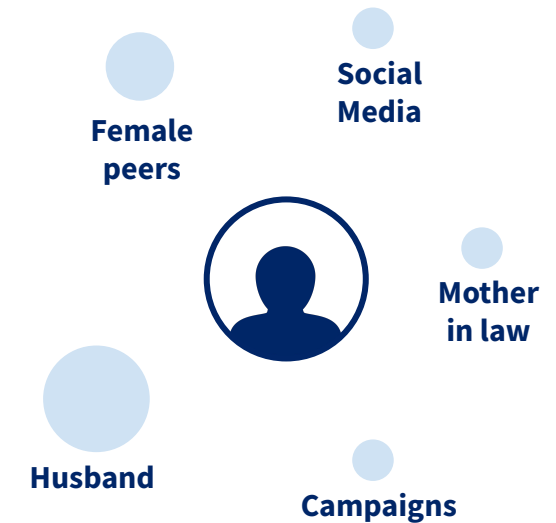 Social
Media
Female
peers
Mother
in law
Husband
Campaigns